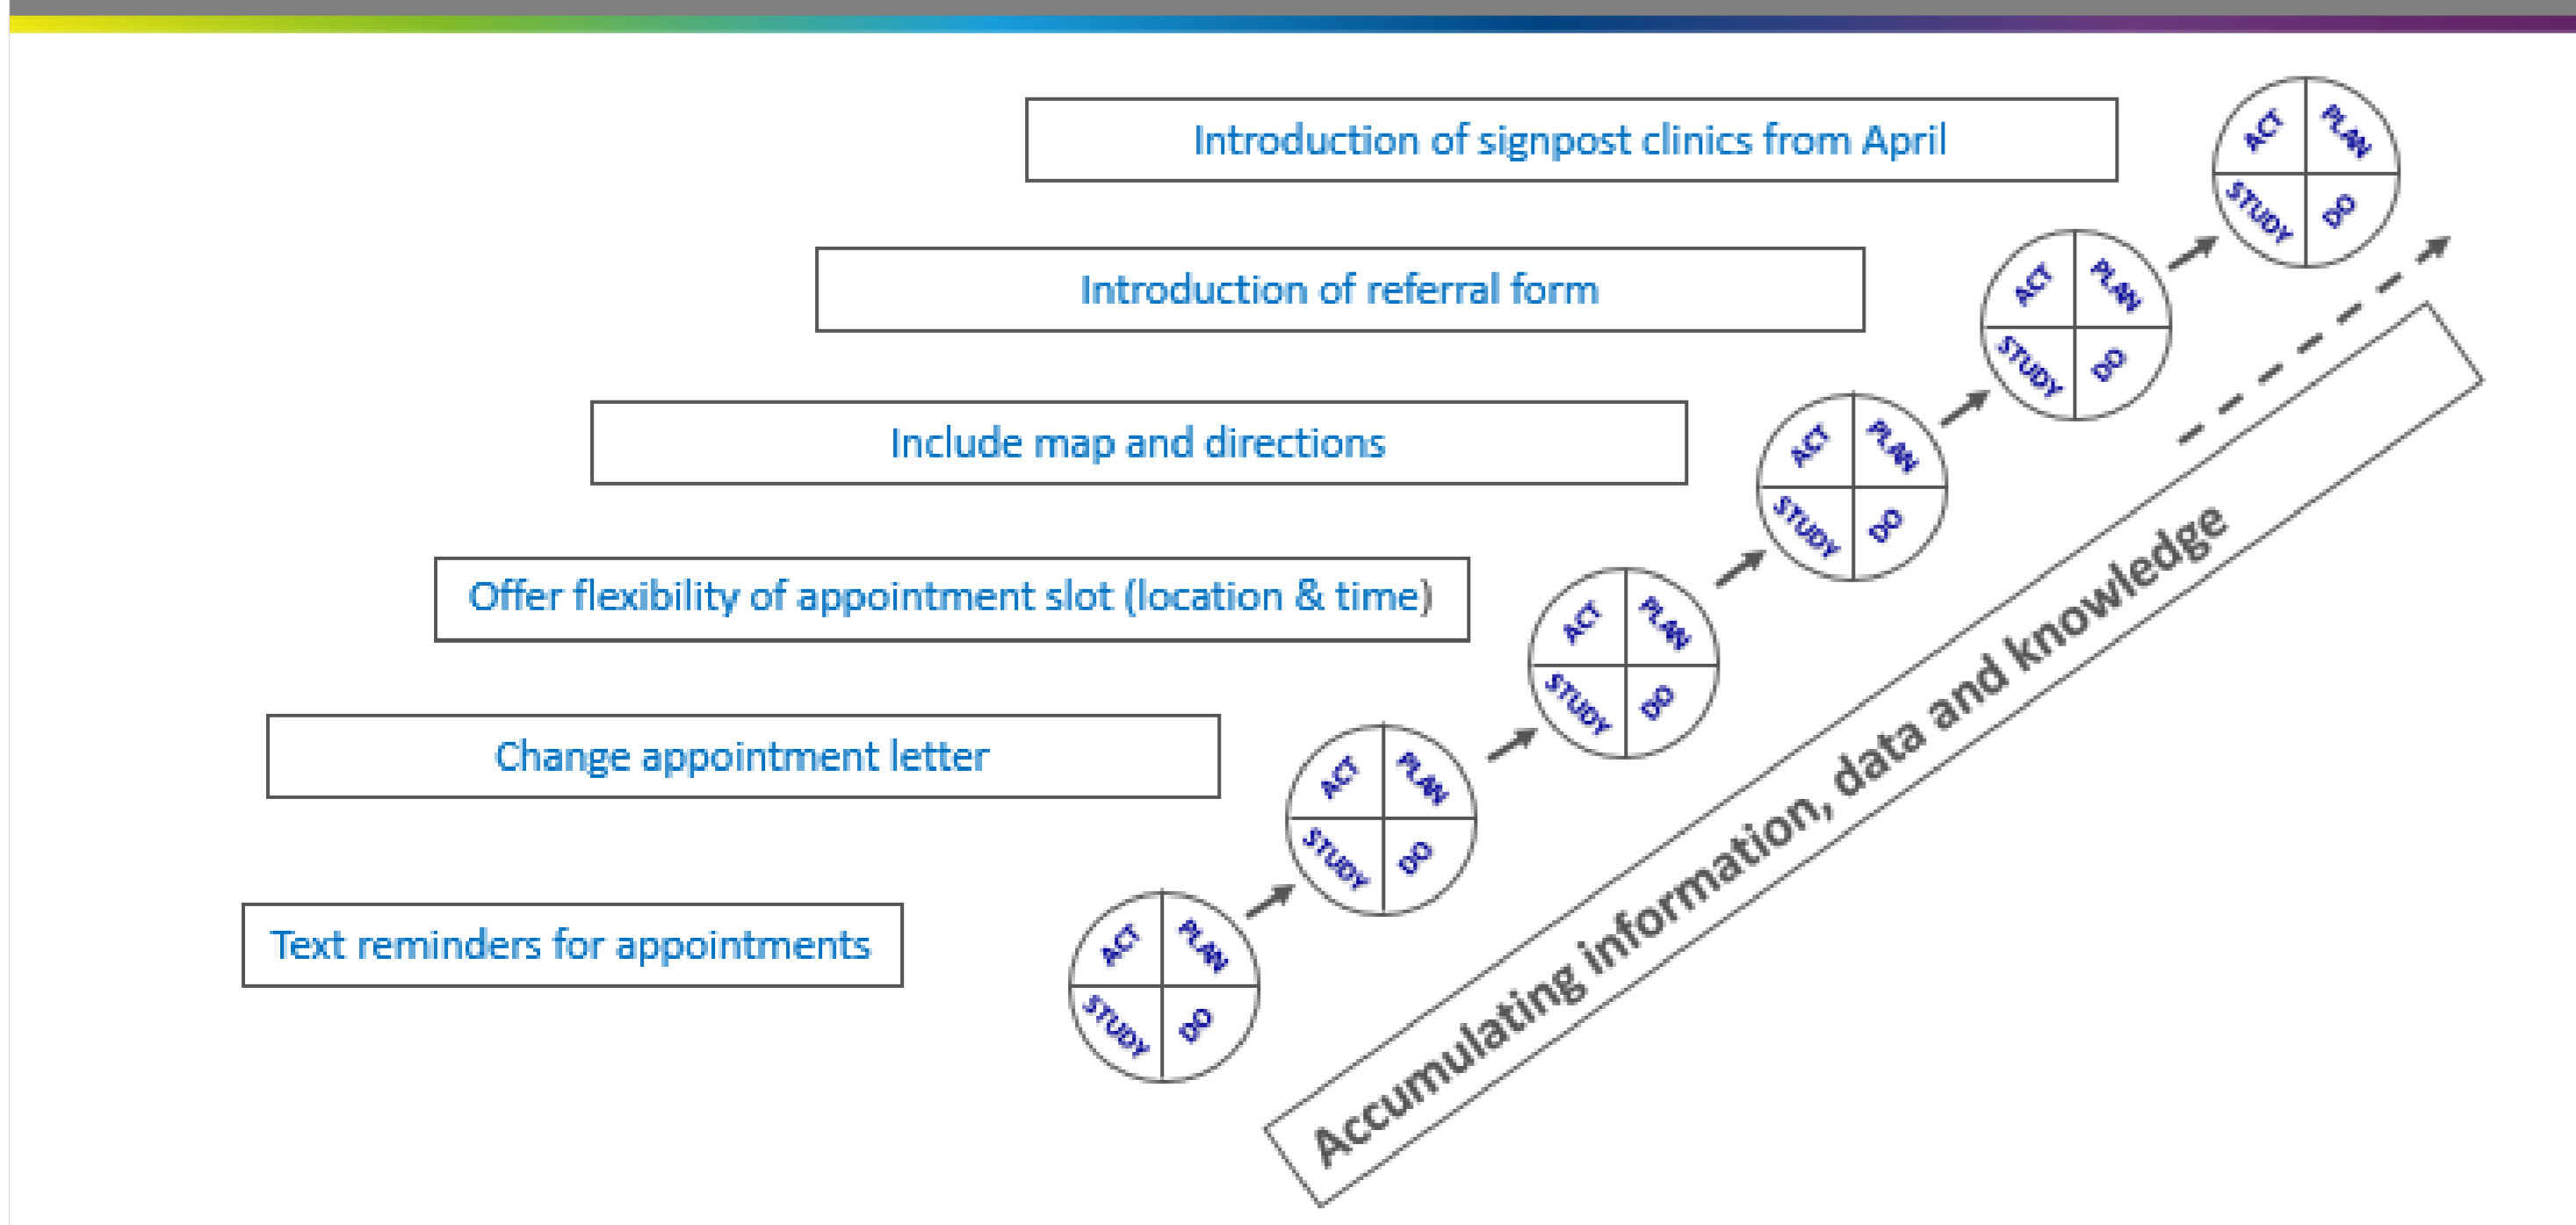 Introduction of signpost clinics from April
ACT PLAN
STUDY DO
Introduction of referral form
ACT PLAN
STUDY DO
Include map and directions
ACT PLAN
STUDY DO
Offer flexibility of appointment slot (location & time)
ACT PLAN
STUDY DO
Change appointment letter
ACT PLAN
STUDY DO
Text reminders for appointments
ACT PLAN
STUDY DO
Accumulating information, data and knowledge